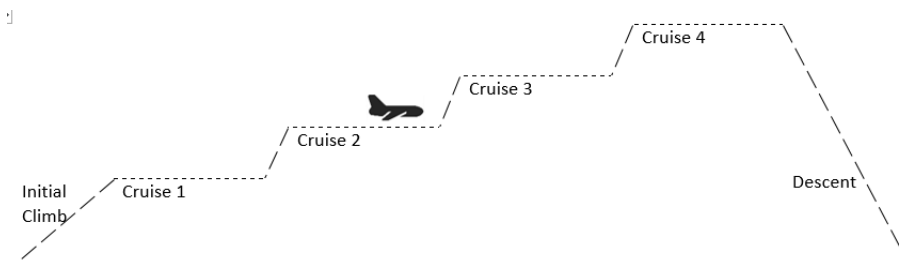 Cruise 4
Cruise 3
Cruise 2
Cruise 1
Initial
Climb
Descent